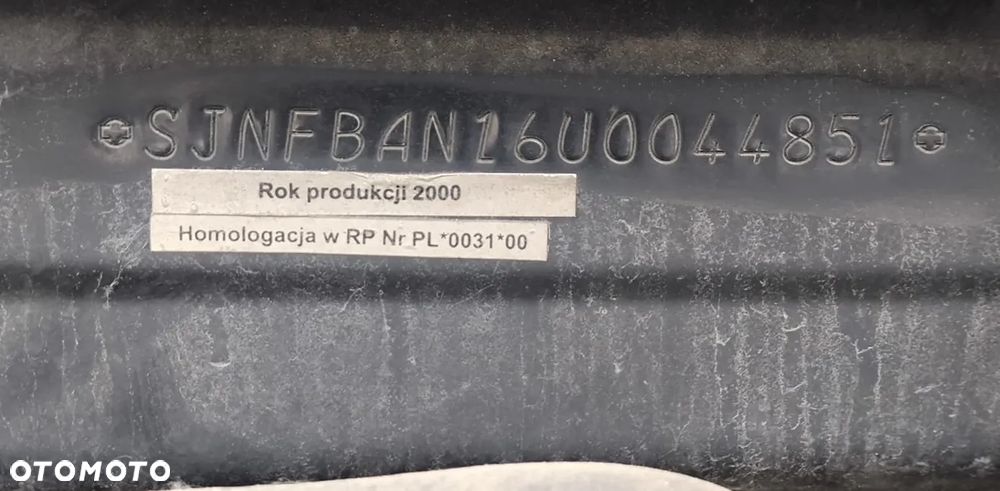 SJNFBAN16U0044851
Rok produkcji 2000
Homologacja w RP Nr PL*0031*00
OTOMOTO